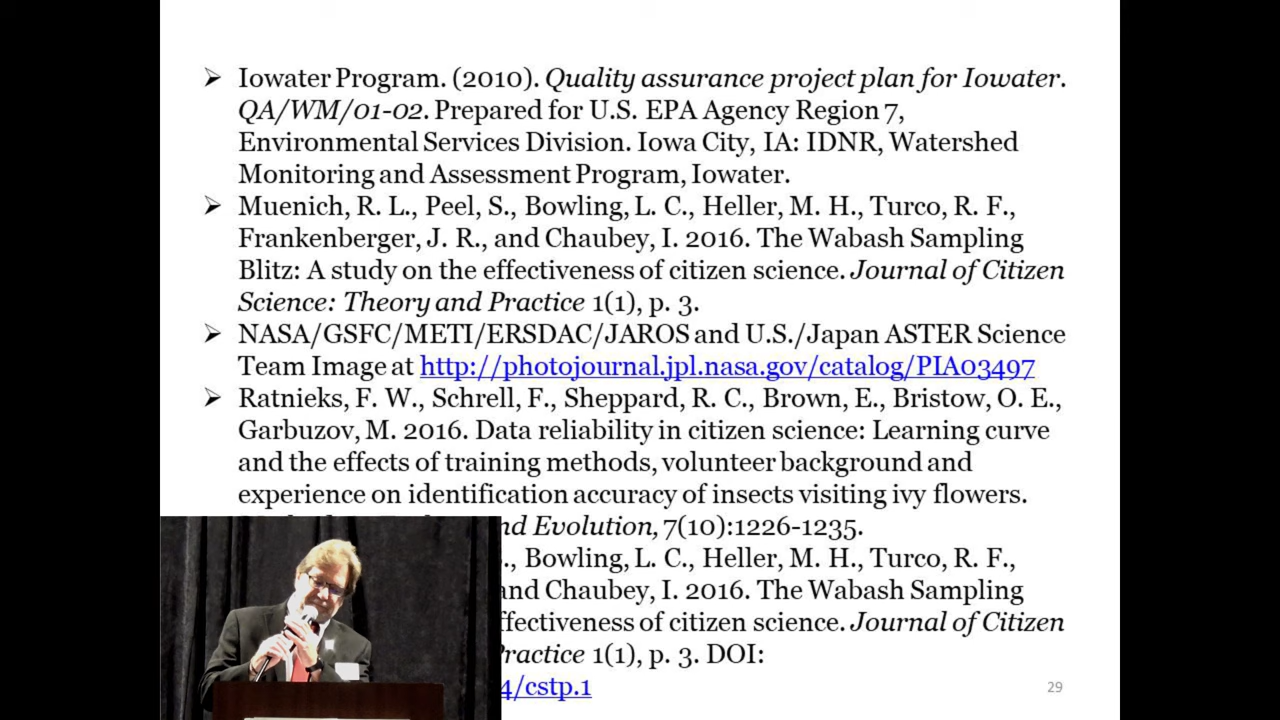 ➢ Iowater Program. (2010). Quality assurance project plan for Iowater.
QA/WM/01-02. Prepared for U.S. EPA Agency Region 7,
Environmental Services Division. Iowa City, IA: IDNR, Watershed
Monitoring and Assessment Program, Iowater.
➢ Muenich, R. L., Peel, S., Bowling, L. C., Heller, M. H., Turco, R. F.,
Frankenberger, J. R., and Chaubey, I. 2016. The Wabash Sampling
Blitz: A study on the effectiveness of citizen science. Journal of Citizen
Science: Theory and Practice 1(1), p. 3.
➢ NASA/GSFC/METI/ERSDAC/JAROS and U.S./Japan ASTER Science
Team Image at http://photojournal.jpl.nasa.gov/catalog/PIA03497
➢ Ratnieks, F. W., Schrell, F., Sheppard, R. C., Brown, E., Bristow, O. E.,
Garbuzov, M. 2016. Data reliability in citizen science: Learning curve
and the effects of training methods, volunteer background and
experience on identification accuracy of insects visiting ivy flowers.
nd Evolution, 7(10):1226-1235.
., Bowling, L. C., Heller, M. H., Turco, R. F.,
and Chaubey, I. 2016. The Wabash Sampling
ffectiveness of citizen science. Journal of Citizen
Practice 1(1), p. 3. DOI:
4/cstp.1
29